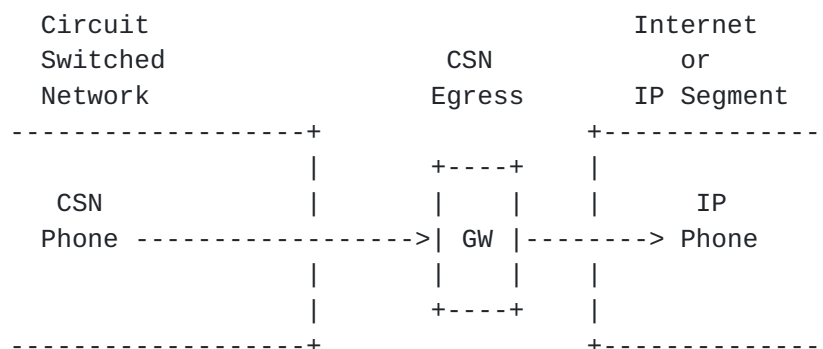 Circuit Internet
Switched CSN or
Network Egress IP Segment
-------------------+ +--------------
| +----+ |
CSN | | | | IP
Phone ------------------>| GW |--------> Phone
| | | |
| +----+ |
-------------------+ +--------------